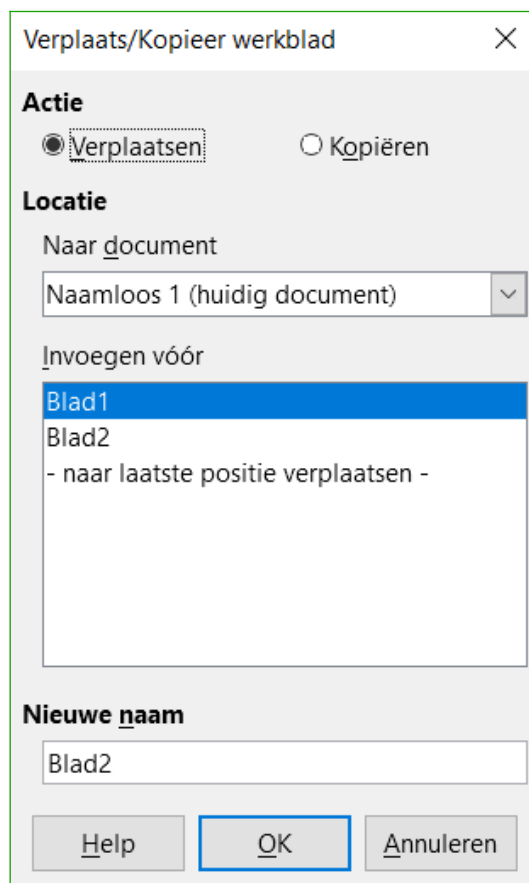 Verplaats/Kopieer werkblad
Actie
Verplaatsen Kopiëren
Locatie
Naar document
Naamloos 1 (huidig document)
Invoegen vóór
Blad1
Blad2
- naar laatste positie verplaatsen -
Nieuwe naam
Blad2
Help OK Annuleren